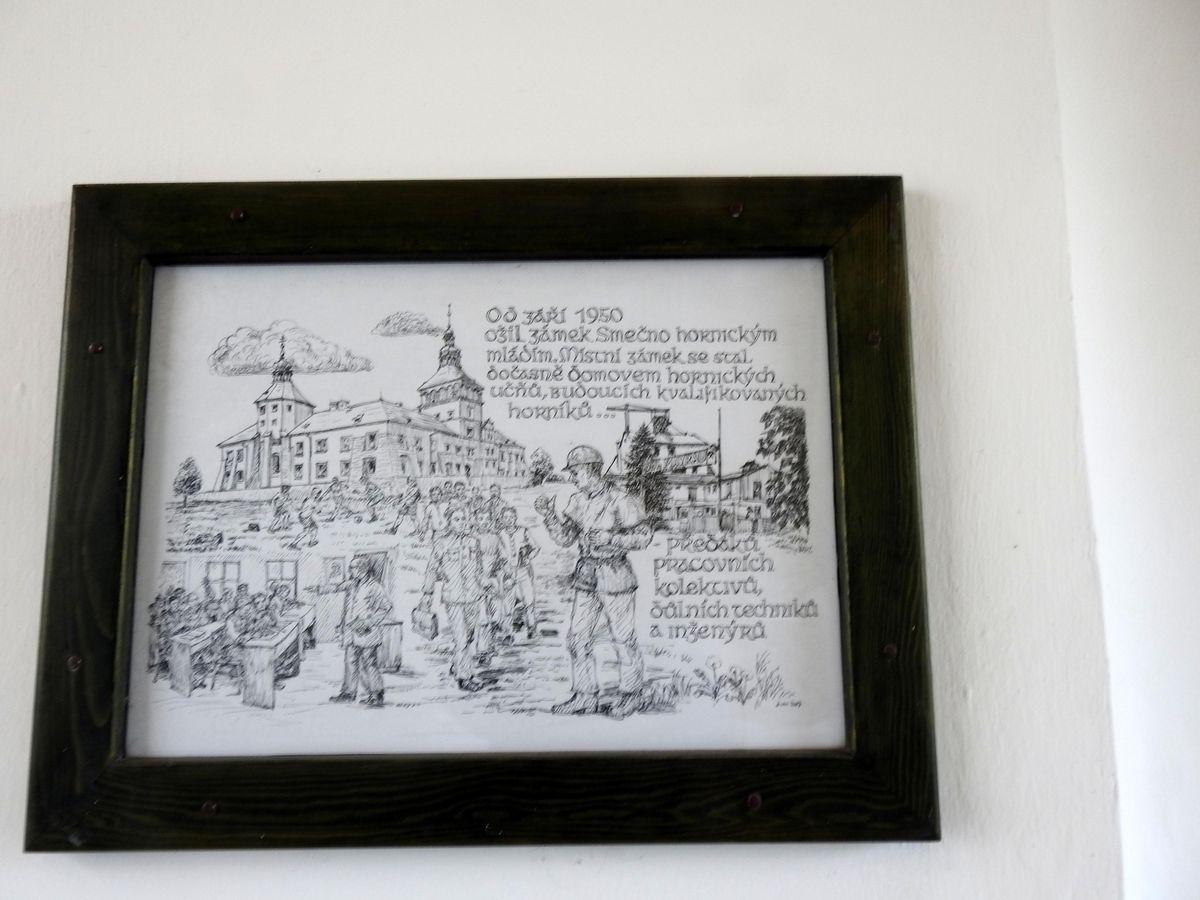 Od září 1950
ožil zámek Smečno hornickým
mládím. Místní zámek se stal
dočasně domovem hornických
učňů, budoucích kvalifikovaných
horníků...
předáků
pracovních
kolektivů,
důlních techniků
a inženýrů